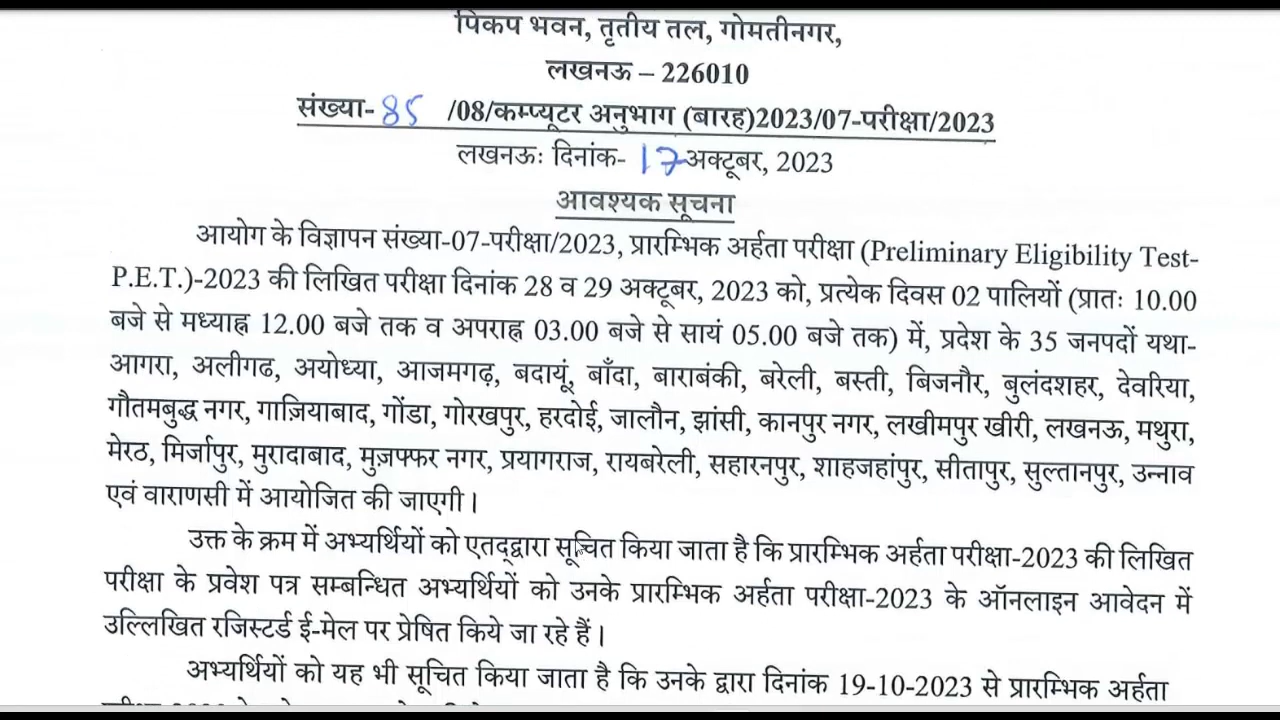 पिकप भवन, तृतीय तल, गोमतीनगर,
लखनऊ – 226010
संख्या- 85 /08/कम्प्यूटर अनुभाग (बारह)2023/07-परीक्षा/2023
लखनऊः दिनांक- 17 अक्टूबर, 2023
आवश्यक सूचना
आयोग के विज्ञापन संख्या-07-परीक्षा/2023, प्रारम्भिक अर्हता परीक्षा (Preliminary Eligibility Test-
P.E.T.)-2023 की लिखित परीक्षा दिनांक 28 व 29 अक्टूबर, 2023 को, प्रत्येक दिवस 02 पालियों (प्रातः 10.00
बजे से मध्याह्न 12.00 बजे तक व अपराह्न 03.00 बजे से सायं 05.00 बजे तक) में, प्रदेश के 35 जनपदों यथा-
आगरा, अलीगढ, अयोध्या, आजमगढ़, बदायूं, बाँदा, बाराबंकी, बरेली, बस्ती, बिजनौर, बुलंदशहर, देवरिया,
गौतमबुद्ध नगर, गाज़ियाबाद, गोंडा, गोरखपुर, हरदोई, जालौन, झांसी, कानपुर नगर, लखीमपुर खीरी, लखनऊ, मथुरा,
मेरठ, मिर्जापुर, मुरादाबाद, मुज़फ्फर नगर, प्रयागराज, रायबरेली, सहारनपुर, शाहजहांपुर, सीतापुर, सुल्तानपुर, उन्नाव
एवं वाराणसी में आयोजित की जाएगी।
उक्त के क्रम में अभ्यर्थियों को एतद्द्वारा सूचित किया जाता है कि प्रारम्भिक अर्हता परीक्षा-2023 की लिखित
परीक्षा के प्रवेश पत्र सम्बन्धित अभ्यर्थियों को उनके प्रारम्भिक अर्हता परीक्षा-2023 के ऑनलाइन आवेदन में
उल्लिखित रजिस्टर्ड ई-मेल पर प्रेषित किये जा रहे हैं।
अभ्यर्थियों को यह भी सूचित किया जाता है कि उनके द्वारा दिनांक 19-10-2023 से प्रारम्भिक अर्हता